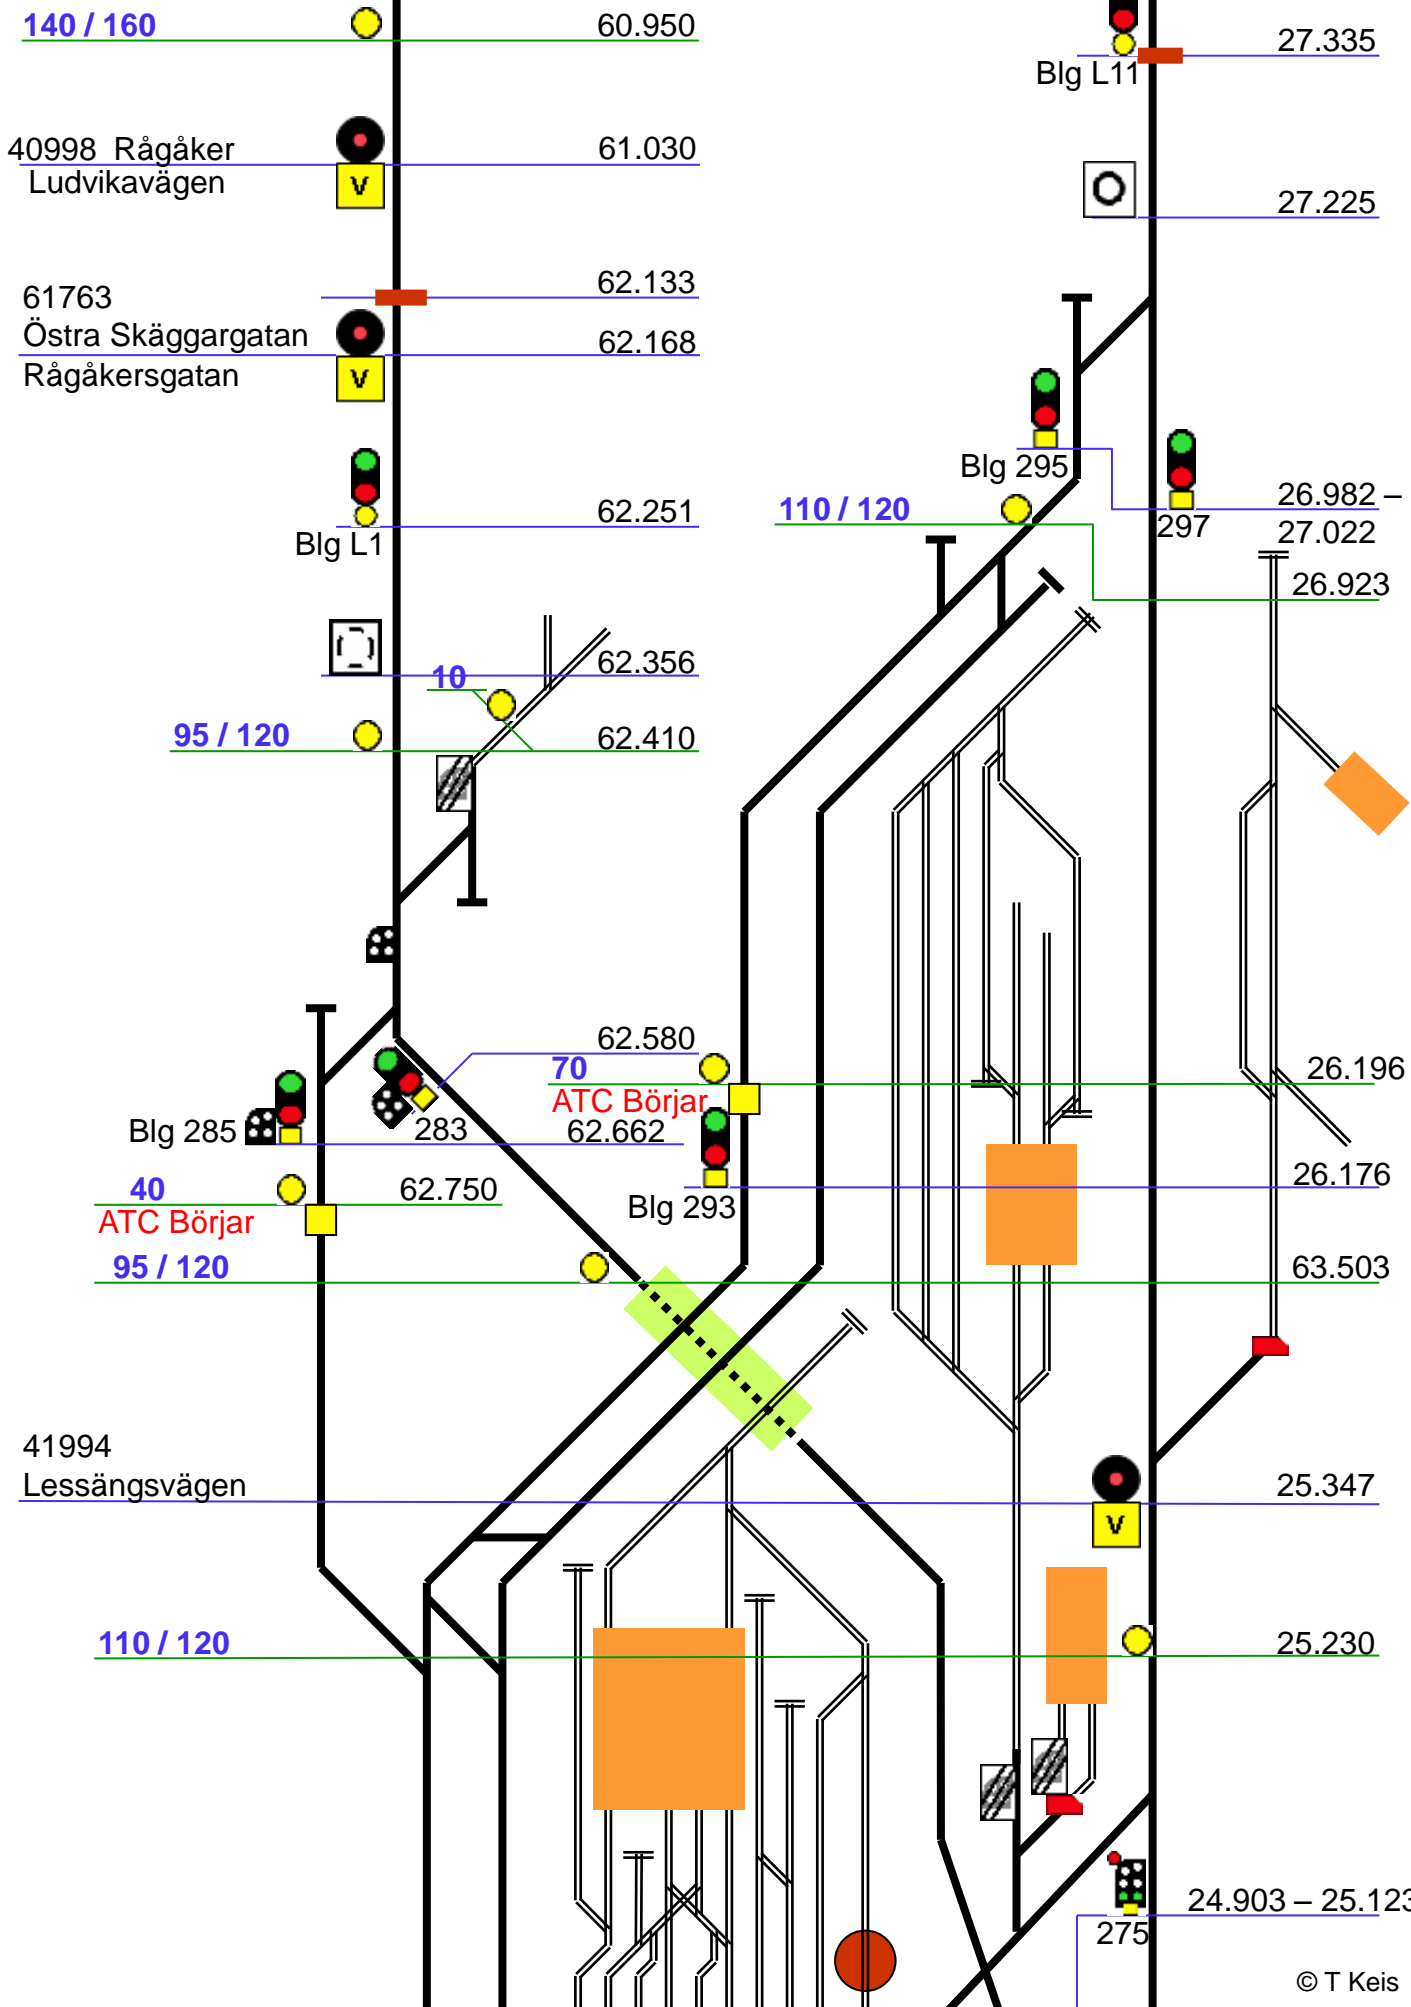 140 / 160
60.950
27.335
Blg L11
40998 Rågåker
Ludvikavägen
V
61.030
27.225
61763
Östra Skäggargatan
Rågåkersgatan
V
62.133
62.168
Blg L1
62.251
Blg 295
297
26.982 –
27.022
110 / 120
26.923
62.356
10
95 / 120
62.410
62.580
70
ATC Börjar
26.196
Blg 285
283
62.662
Blg 293
26.176
40
ATC Börjar
62.750
95 / 120
63.503
41994
Lessängsvägen
25.347
V
110 / 120
25.230
24.903 – 25.123
275
© T Keis